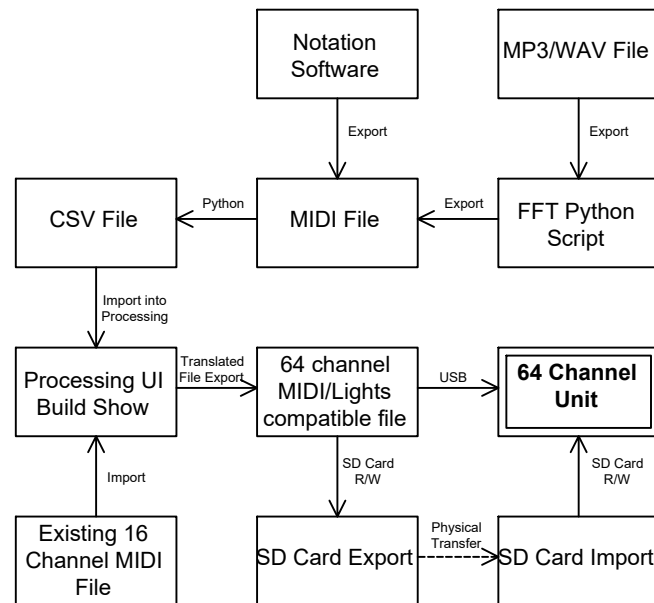 Notation
Software
MP3/WAV File
Export
Export
CSV File
Python
MIDI File
Export
FFT Python
Script
Import into
Processing
Processing UI
Build Show
Translated
File Export
64 channel
MIDI/Lights
compatible file
USB
64 Channel
Unit
Import
SD Card
R/W
SD Card
R/W
Existing 16
Channel MIDI
File
SD Card Export
Physical
Transfer
SD Card Import